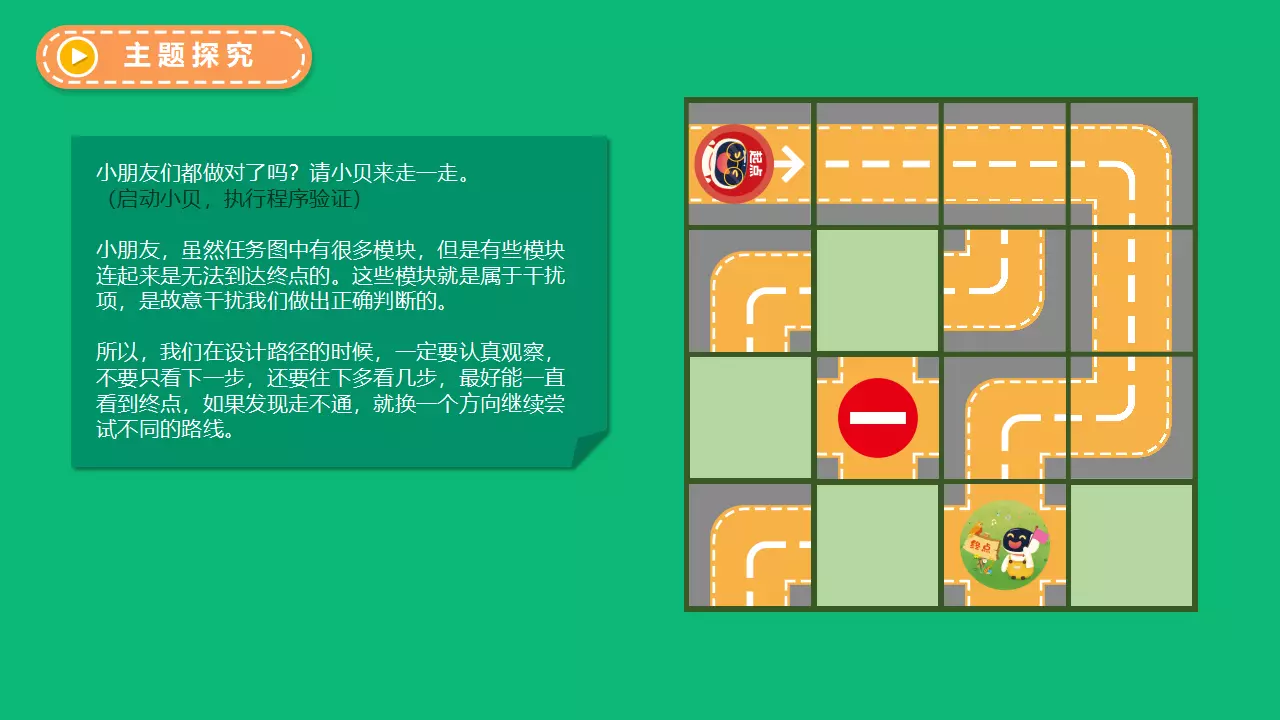 主题探究
小朋友们都做对了吗？请小贝来走一走。
（启动小贝，执行程序验证）
小朋友，虽然任务图中有很多模块，但是有些模块
连起来是无法到达终点的。这些模块就是属于干扰
项，是故意干扰我们做出正确判断的。
所以，我们在设计路径的时候，一定要认真观察，
不要只看下一步，还要往下多看几步，最好能一直
看到终点，如果发现走不通，就换一个方向继续尝
试不同的路线。
起点
终点